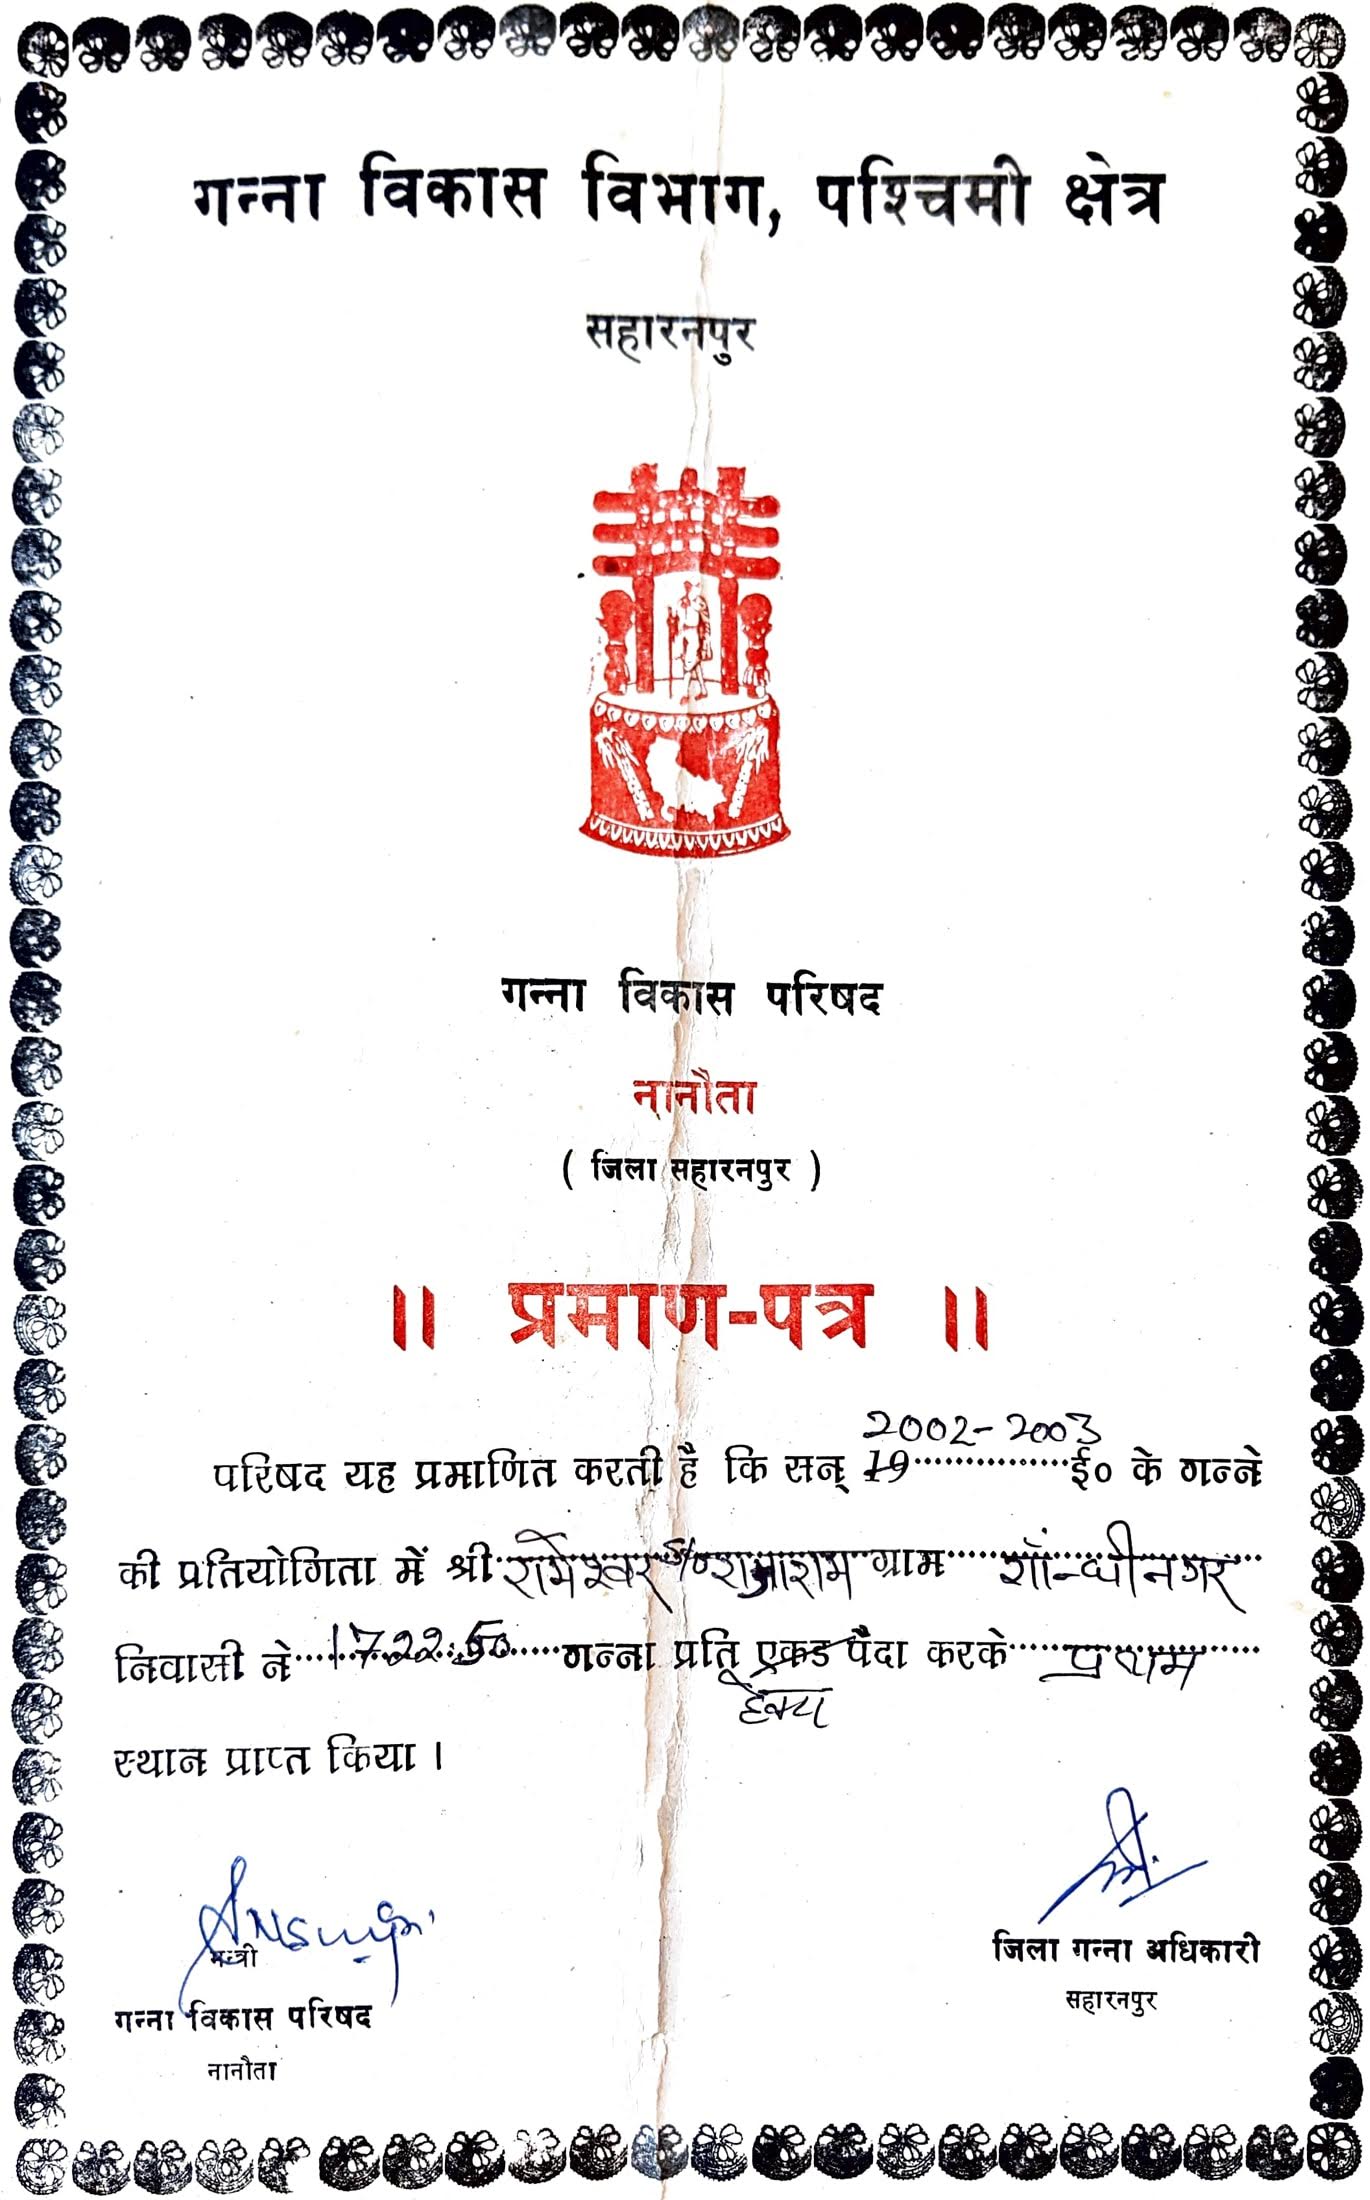 गन्ना विकास विभाग, पश्चिमी क्षेत्र
सहारनपुर
गन्ना विकास परिषद
नानौता
( जिला सहारनपुर )
॥ प्रमाण-पत्र ॥
2002-2003
परिषद यह प्रमाणित करती है कि सन् 19...............ई० के गन्ने
की प्रतियोगिता में श्री रामेश्वर S/o राजाराम ग्राम गाँन्धीनगर
निवासी ने 1722.50 गन्ना प्रति एकड पैदा करके प्रथम
स्थान प्राप्त किया ।
मन्त्री
गन्ना विकास परिषद
नानौता
जिला गन्ना अधिकारी
सहारनपुर